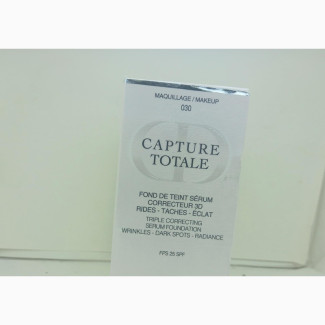 MAQUILLAGE / MAKEUP
030
CAPTURE
TOTALE
FOND DE TEINT SÉRUM
CORRECTEUR 3D
RIDES - TACHES - ÉCLAT
TRIPLE CORRECTING
SERUM FOUNDATION
WRINKLES - DARK SPOTS - RADIANCE
FPS 25 SPF